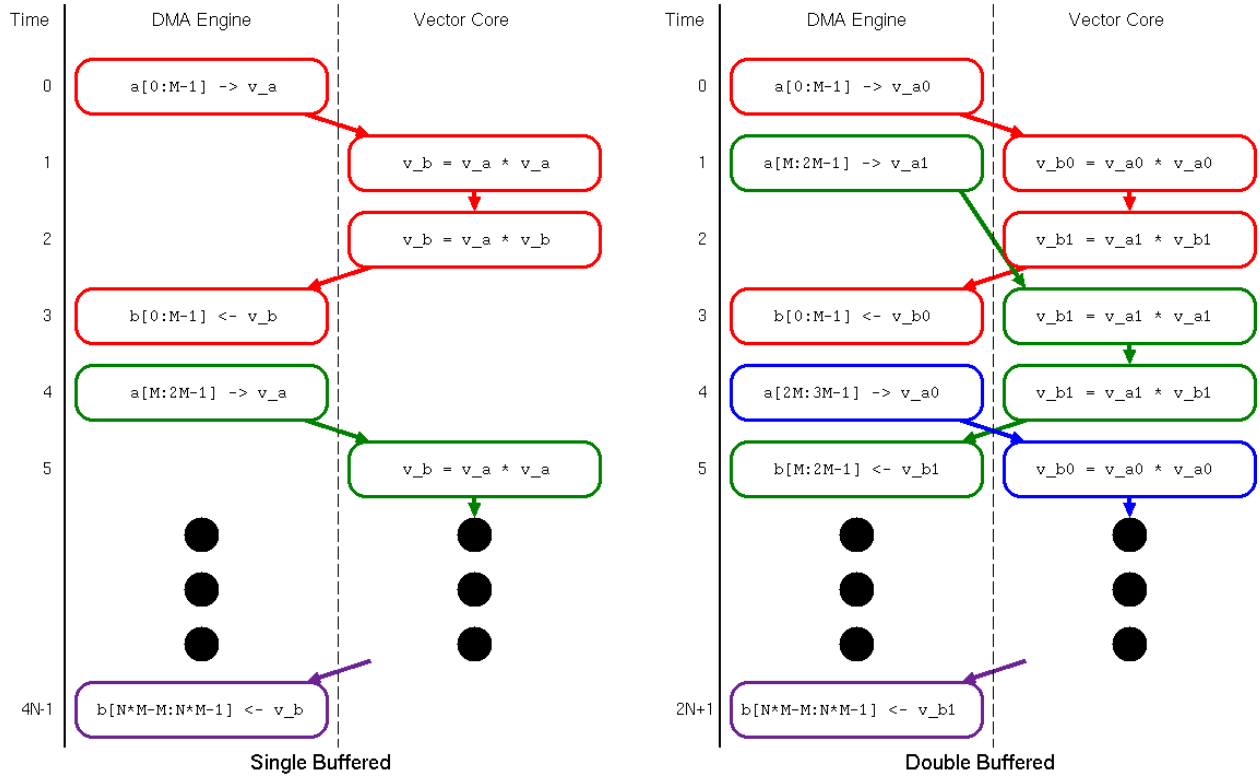 Time DMA Engine Vector Core
0 a[0:M-1] -> v_a
1 v_b = v_a * v_a
2 v_b = v_a * v_b
3 b[0:M-1] <- v_b
4 a[M:2M-1] -> v_a
5 v_b = v_a * v_a
4N-1 b[N*M-M:N*M-1] <- v_b
Single Buffered
Time DMA Engine Vector Core
0 a[0:M-1] -> v_a0
1 a[M:2M-1] -> v_a1 v_b0 = v_a0 * v_a0
2 v_b1 = v_a1 * v_b1
3 b[0:M-1] <- v_b0 v_b1 = v_a1 * v_a1
4 a[2M:3M-1] -> v_a0 v_b1 = v_a1 * v_b1
5 b[M:2M-1] <- v_b1 v_b0 = v_a0 * v_a0
2N+1 b[N*M-M:N*M-1] <- v_b1
Double Buffered